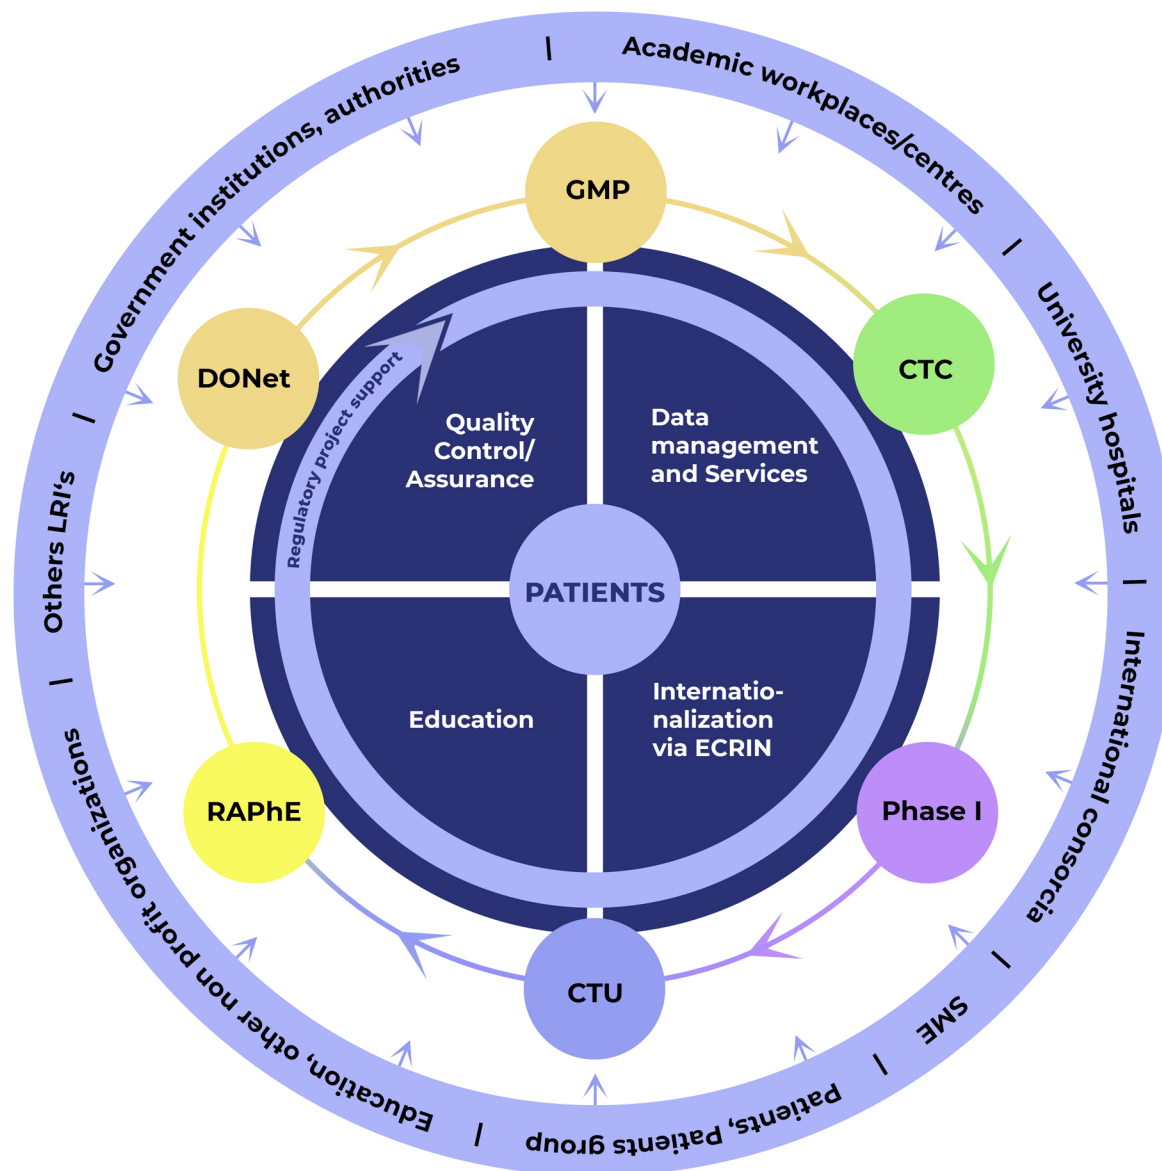 Academic workplaces/centres
|
University hospitals
|
International consorcia
|
SME
|
Patients, Patients group
|
Education, other non profit organizations
|
Others LRI‘s
|
Government institutions, authorities
|
GMP
CTC
Phase I
CTU
RAPhE
DONet
Regulatory project support
Quality
Control/
Assurance
Data
management
and Services
PATIENTS
Education
Internatio-
nalization
via ECRIN